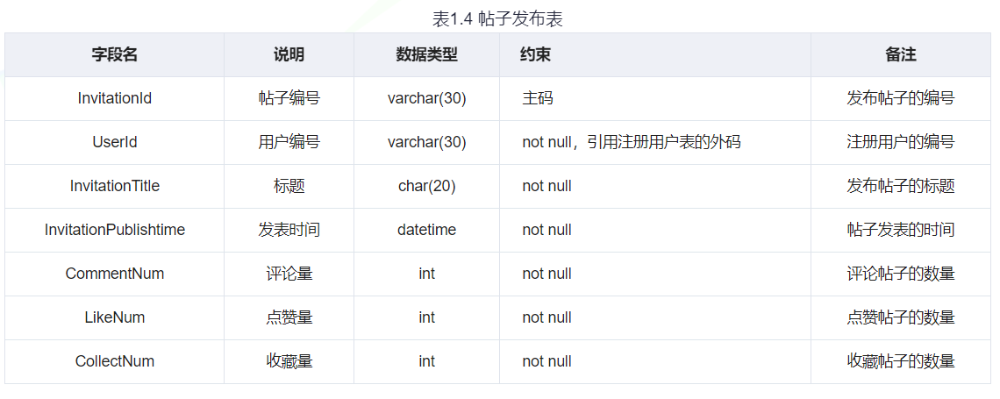 表1.4 帖子发布表
字段名 说明 数据类型 约束 备注
InvitationId 帖子编号 varchar(30) 主码 发布帖子的编号
UserId 用户编号 varchar(30) not null，引用注册用户表的外码 注册用户的编号
InvitationTitle 标题 char(20) not null 发布帖子的标题
InvitationPublishtime 发表时间 datetime not null 帖子发表的时间
CommentNum 评论量 int not null 评论帖子的数量
LikeNum 点赞量 int not null 点赞帖子的数量
CollectNum 收藏量 int not null 收藏帖子的数量